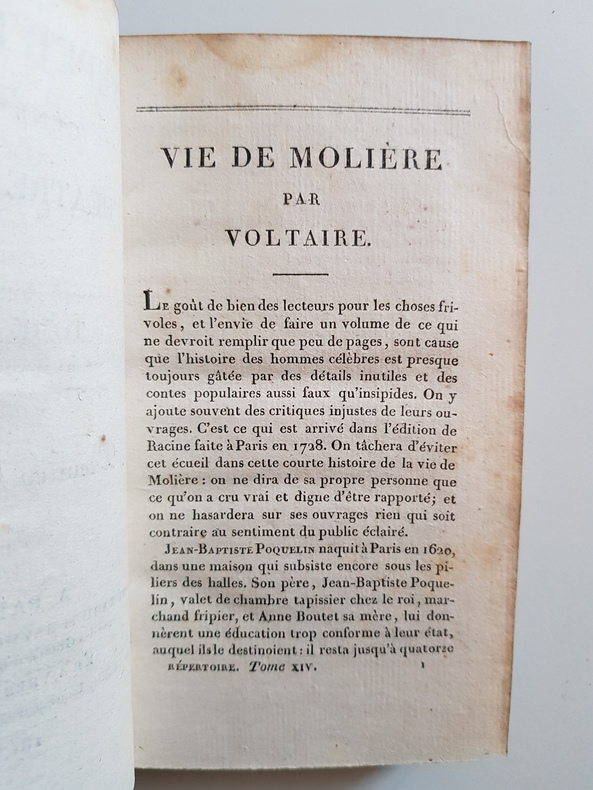 VIE DE MOLIÈRE
PAR
VOLTAIRE.
LE goût de bien des lecteurs pour les choses fri-
voles, et l'envie de faire un volume de ce qui
ne devroit remplir que peu de pages, sont cause
que l'histoire des hommes célèbres est presque
toujours gâtée par des détails inutiles et des
contes populaires aussi faux qu'insipides. On y
ajoute souvent des critiques injustes de leurs ou-
vrages. C'est ce qui est arrivé dans l'édition de
Racine faite à Paris en 1728. On tâchera d'éviter
cet écueil dans cette courte histoire de la vie de
Molière : on ne dira de sa propre personne que
ce qu'on a cru vrai et digne d'être rapporté; et
on ne hasardera sur ses ouvrages rien qui soit
contraire au sentiment du public éclairé.
JEAN-BAPTISTE POQUELIN naquit à Paris en 1620,
dans une maison qui subsiste encore sous les pi-
liers des halles. Son père, Jean-Baptiste Poque-
lin, valet de chambre tapissier chez le roi, mar-
chand fripier, et Anne Boutet sa mère, lui don-
nèrent une éducation trop conforme à leur état,
auquel ils le destinoient : il resta jusqu'à quatorze
RÉPERTOIRE. Tome XIV. 1